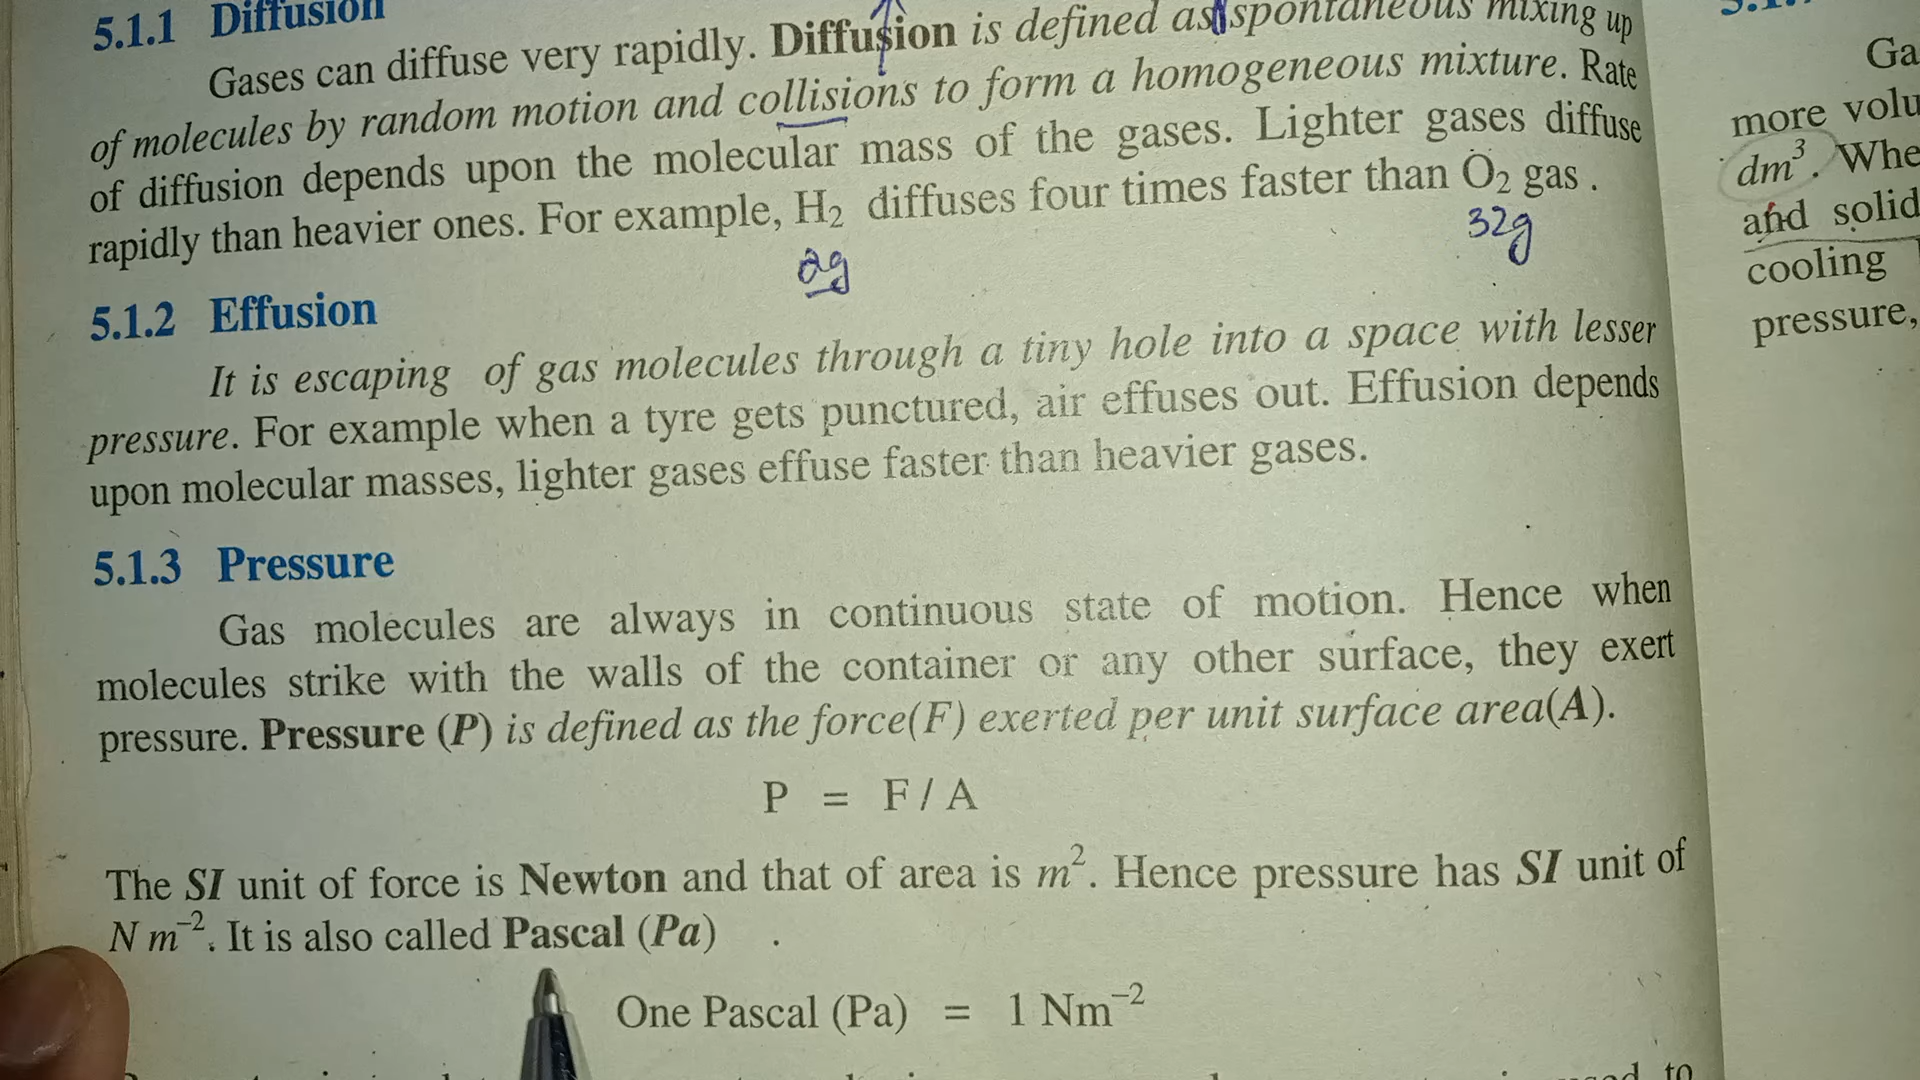 5.1.1 Diffusion
Gases can diffuse very rapidly. Diffusion is defined as spontaneous mixing up
of molecules by random motion and collisions to form a homogeneous mixture. Rate
of diffusion depends upon the molecular mass of the gases. Lighter gases diffuse
rapidly than heavier ones. For example, H₂ diffuses four times faster than O₂ gas .
2g
32g
5.1.2 Effusion
It is escaping of gas molecules through a tiny hole into a space with lesser
pressure. For example when a tyre gets punctured, air effuses out. Effusion depends
upon molecular masses, lighter gases effuse faster than heavier gases.
5.1.3 Pressure
Gas molecules are always in continuous state of motion. Hence when
molecules strike with the walls of the container or any other surface, they exert
pressure. Pressure (P) is defined as the force(F) exerted per unit surface area(A).
P = F / A
The SI unit of force is Newton and that of area is m². Hence pressure has SI unit of
N m⁻². It is also called Pascal (Pa) .
One Pascal (Pa) = 1 Nm⁻²
to
Ga
more volu
dm³. Whe
and solid
cooling
pressure,